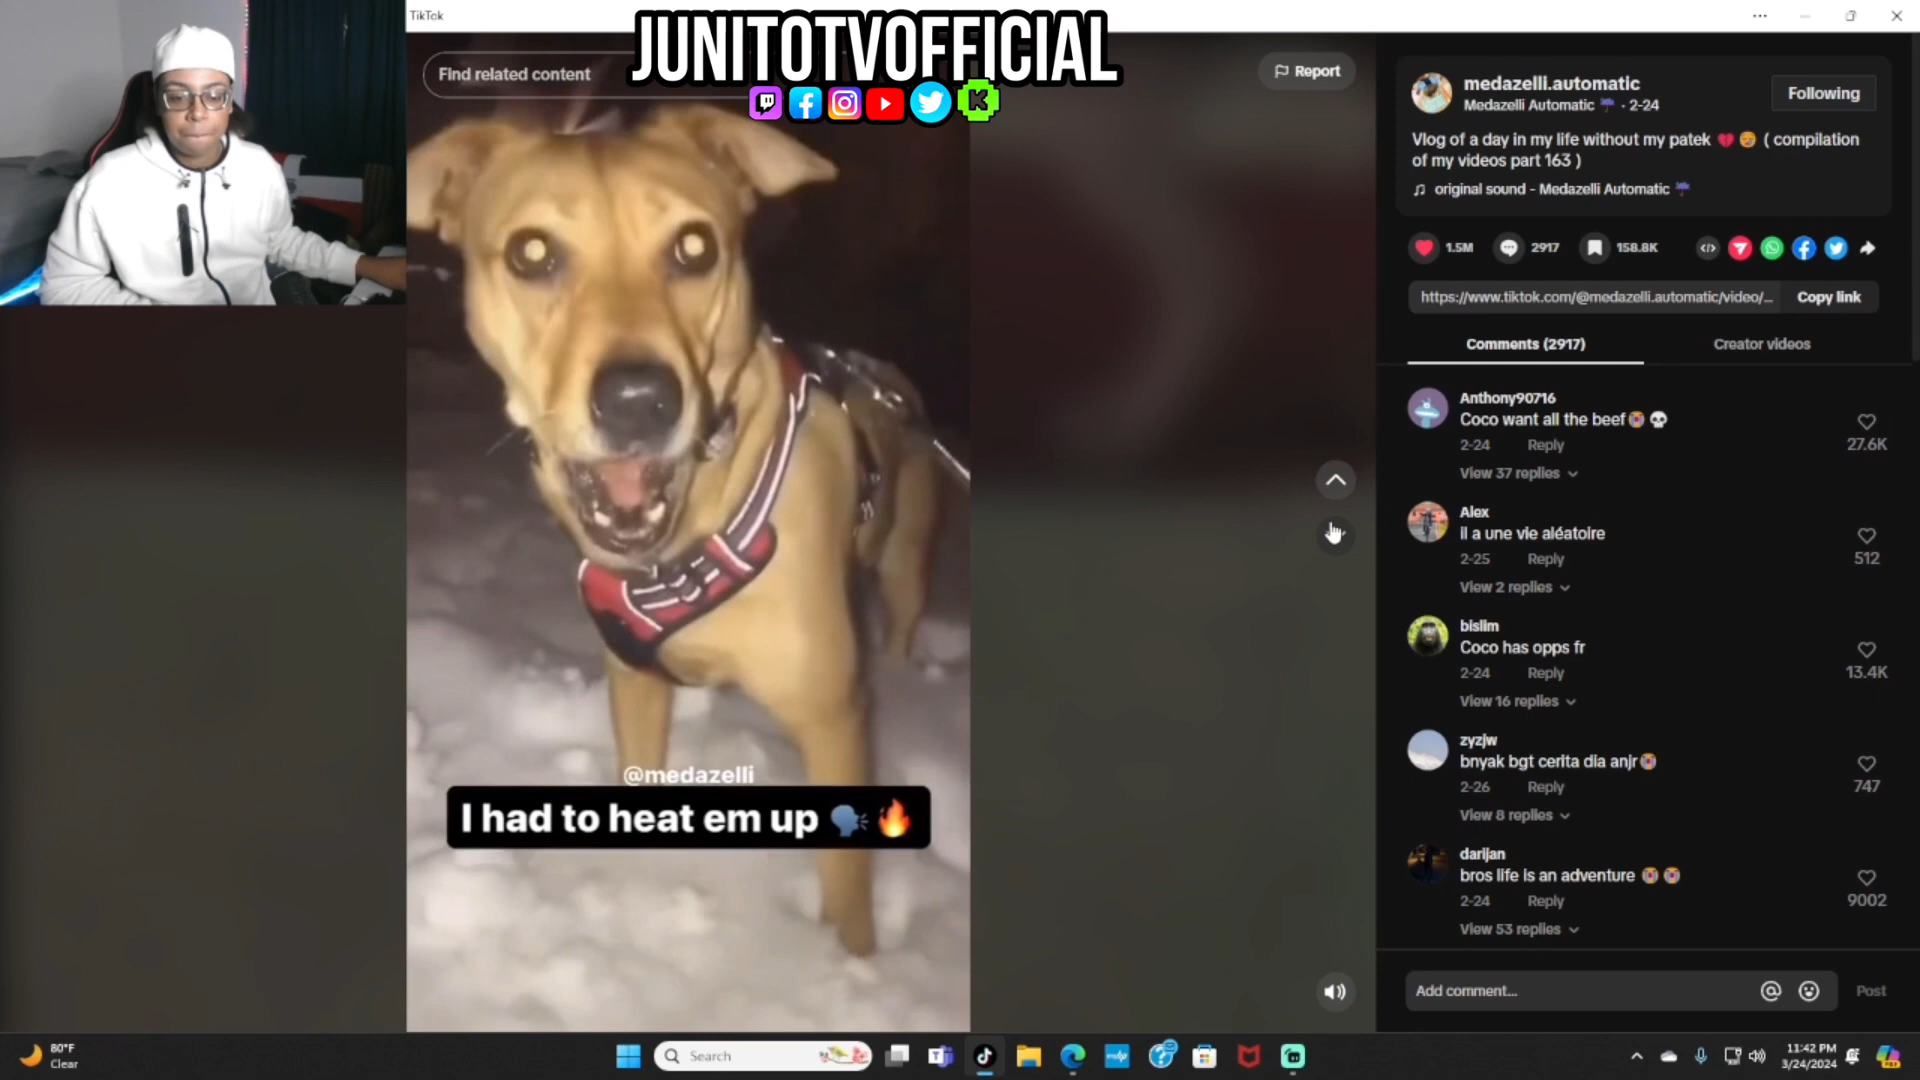 TikTok
JUNITOTVOFFICIAL
Find related content
Report
@medazelli
I had to heat em up
medazelli.automatic
Medazelli Automatic ☔ · 2-24
Following
Vlog of a day in my life without my patek 💔 😴 ( compilation
of my videos part 163 )
original sound - Medazelli Automatic ☔
1.5M
2917
158.8K
https://www.tiktok.com/@medazelli.automatic/video/...
Copy link
Comments (2917)
Creator videos
Anthony90716
Coco want all the beef😭💀
2-24
Reply
27.6K
View 37 replies
Alex
Il a une vie aléatoire
2-25
Reply
512
View 2 replies
bislim
Coco has opps fr
2-24
Reply
13.4K
View 16 replies
zyzjw
bnyak bgt cerita dia anjr😭
2-26
Reply
747
View 8 replies
darijan
bros life is an adventure 😭😭
2-24
Reply
9002
View 53 replies
Add comment...
Post
80°F
Clear
Search
11:42 PM
3/24/2024